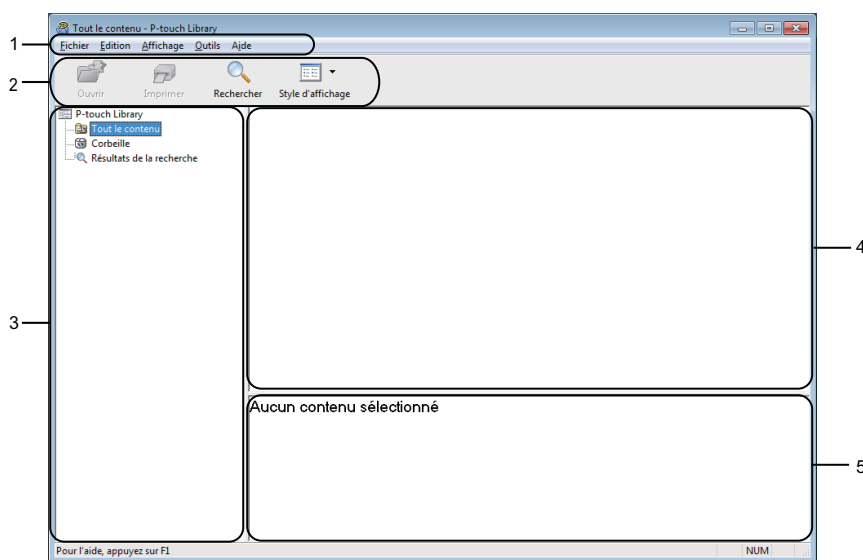 Tout le contenu - P-touch Library
1
Fichier Edition Affichage Outils Aide
2
Ouvrir Imprimer Rechercher Style d'affichage
P-touch Library
Tout le contenu
Corbeille
Résultats de la recherche
4
3
Aucun contenu sélectionné
5
Pour l'aide, appuyez sur F1 NUM